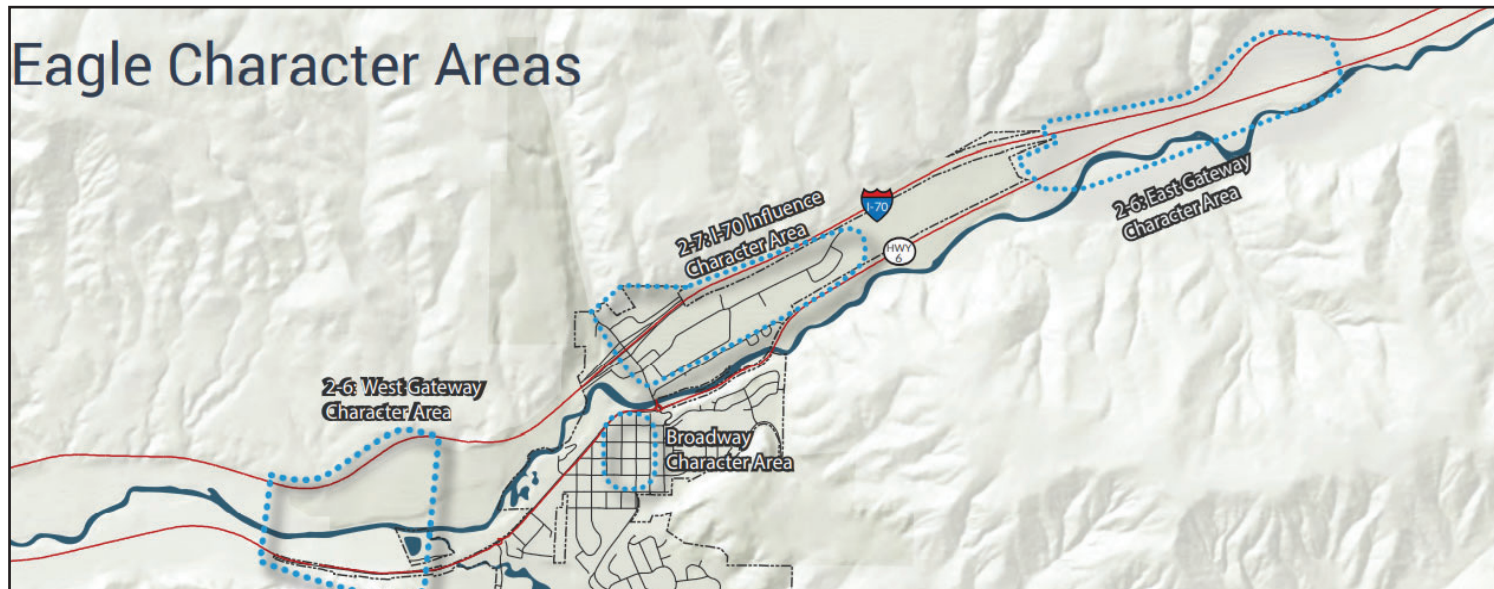 Eagle Character Areas
2-6: East Gateway
Character Area
2-7: I-70 Influence
Character Area
I-70
HWY
6
2-6: West Gateway
Character Area
Broadway
Character Area